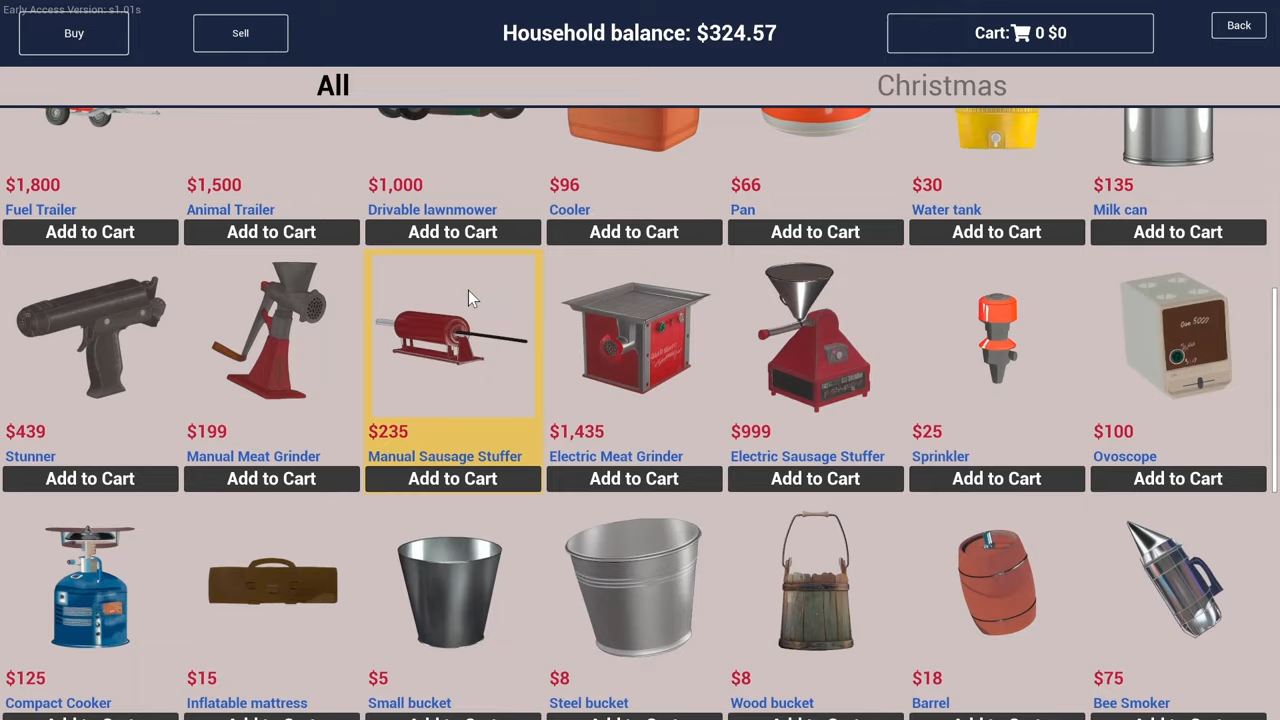 Early Access Version: s1.01s
Buy
Sell
Household balance: $324.57
Cart: 0 $0
Back
All
Christmas
$1,800
$1,500
$1,000
$96
$66
$30
$135
Fuel Trailer
Animal Trailer
Drivable lawnmower
Cooler
Pan
Water tank
Milk can
Add to Cart
Add to Cart
Add to Cart
Add to Cart
Add to Cart
Add to Cart
Add to Cart
$439
$199
$235
$1,435
$999
$25
$100
Stunner
Manual Meat Grinder
Manual Sausage Stuffer
Electric Meat Grinder
Electric Sausage Stuffer
Sprinkler
Ovoscope
Add to Cart
Add to Cart
Add to Cart
Add to Cart
Add to Cart
Add to Cart
Add to Cart
$125
$15
$5
$8
$8
$18
$75
Compact Cooker
Inflatable mattress
Small bucket
Steel bucket
Wood bucket
Barrel
Bee Smoker